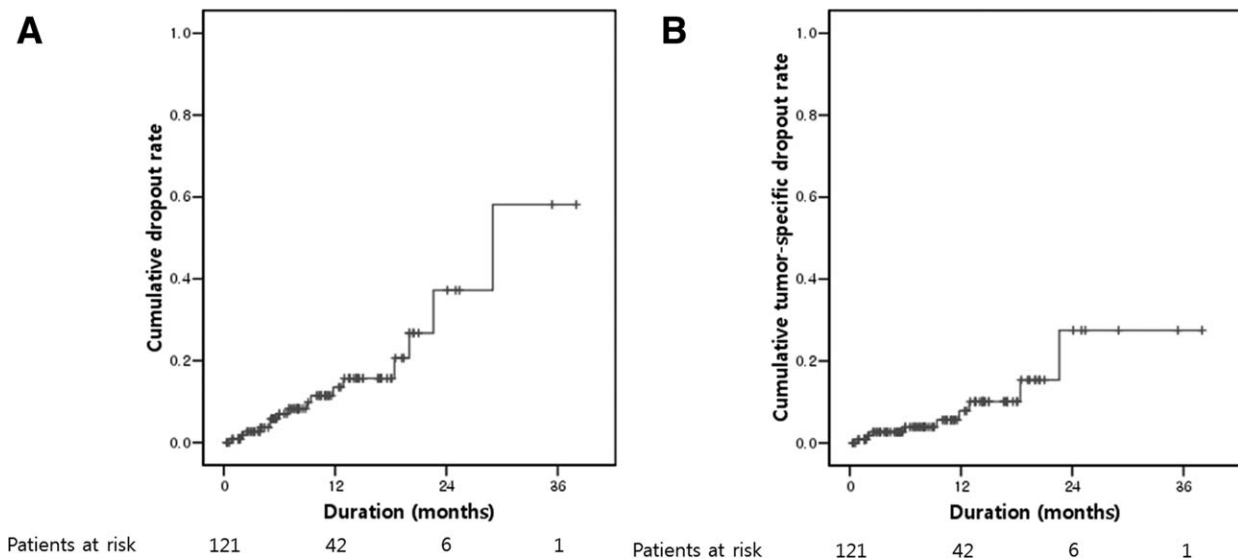 A
Cumulative dropout rate
1.0
0.8
0.6
0.4
0.2
0.0
0 12 24 36
Duration (months)
Patients at risk 121 42 6 1
B
Cumulative tumor-specific dropout rate
1.0
0.8
0.6
0.4
0.2
0.0
0 12 24 36
Duration (months)
Patients at risk 121 42 6 1